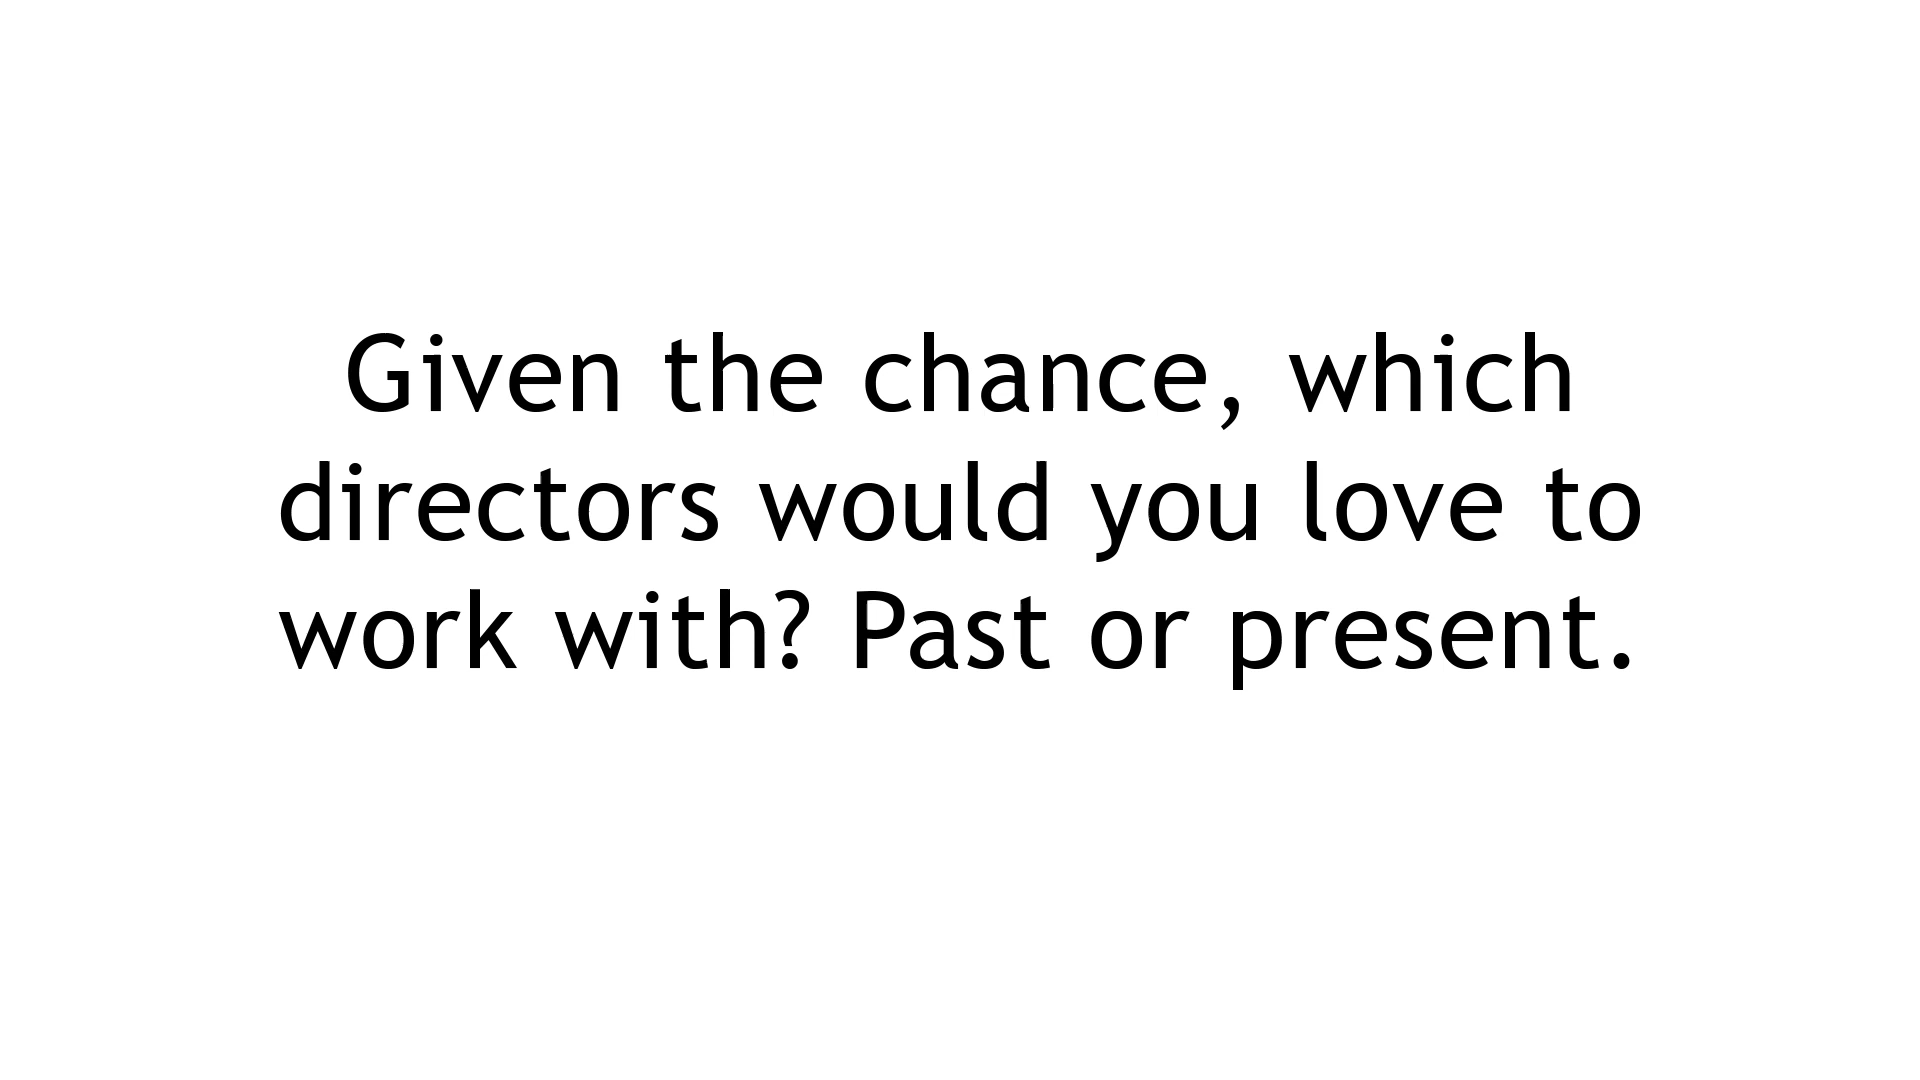 Given the chance, which
directors would you love to
work with? Past or present.